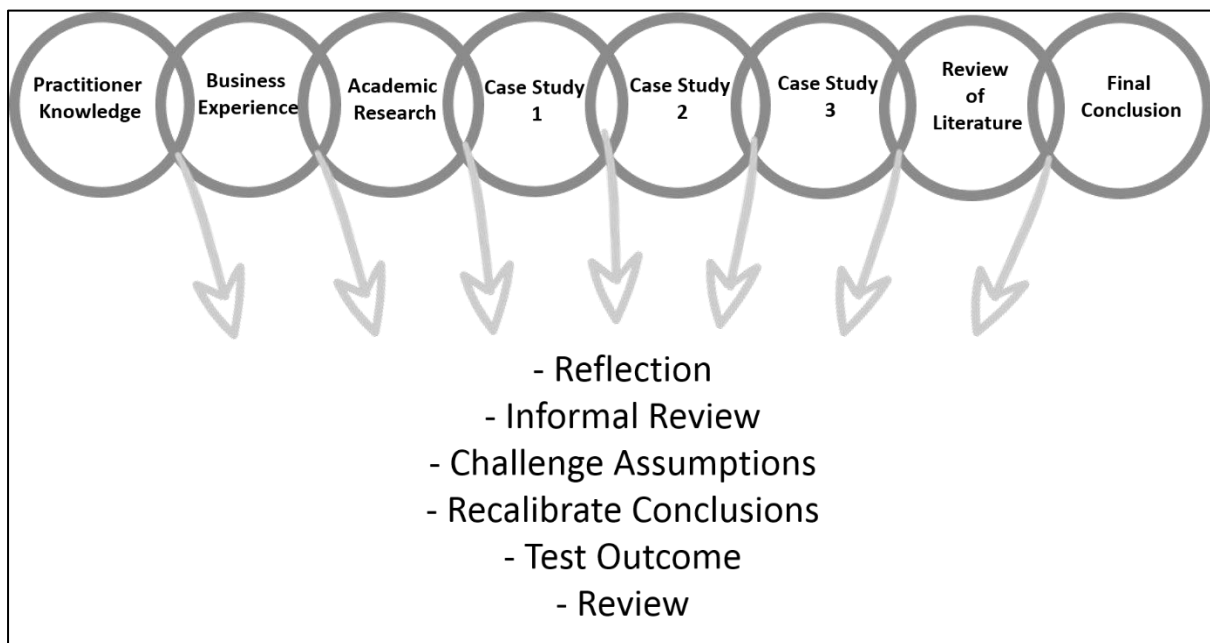 Practitioner
Knowledge
Business
Experience
Academic
Research
Case Study
1
Case Study
2
Case Study
3
Review
of
Literature
Final
Conclusion
- Reflection
- Informal Review
- Challenge Assumptions
- Recalibrate Conclusions
- Test Outcome
- Review